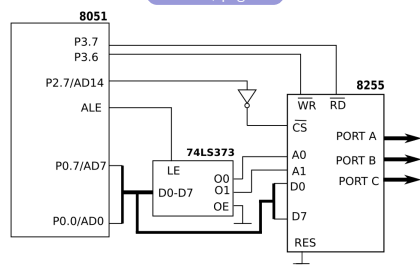 8051
P3.7
P3.6
P2.7/AD14
ALE
P0.7/AD7
P0.0/AD0
74LS373
LE
D0-D7
O0
O1
OE
8255
WR RD
CS
A0
A1
D0
D7
RES
PORT A
PORT B
PORT C